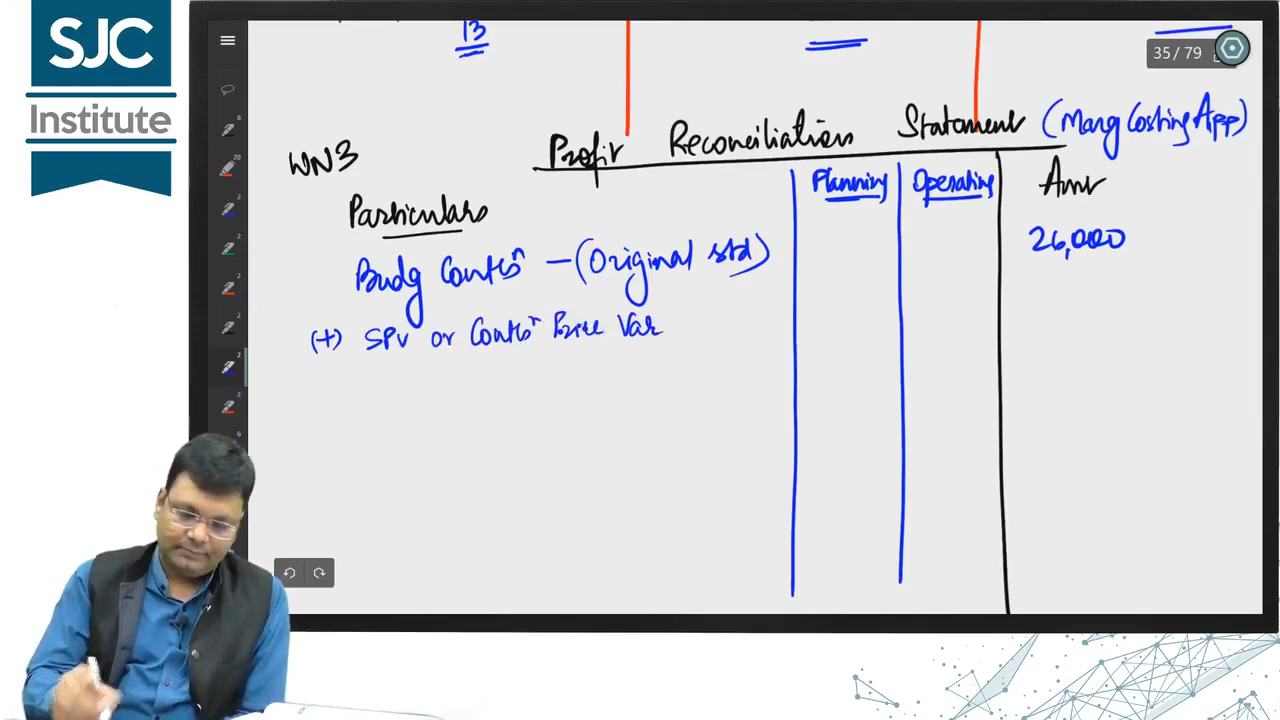 SJC
Institute
13
35 / 79
WN3
Profit Reconciliation Statement (Marg Costing App)
Particulars
Planning
Operating
Amt
Budg Contbn – (Original std)
26,000
(+) SPV or Contbn Price Var